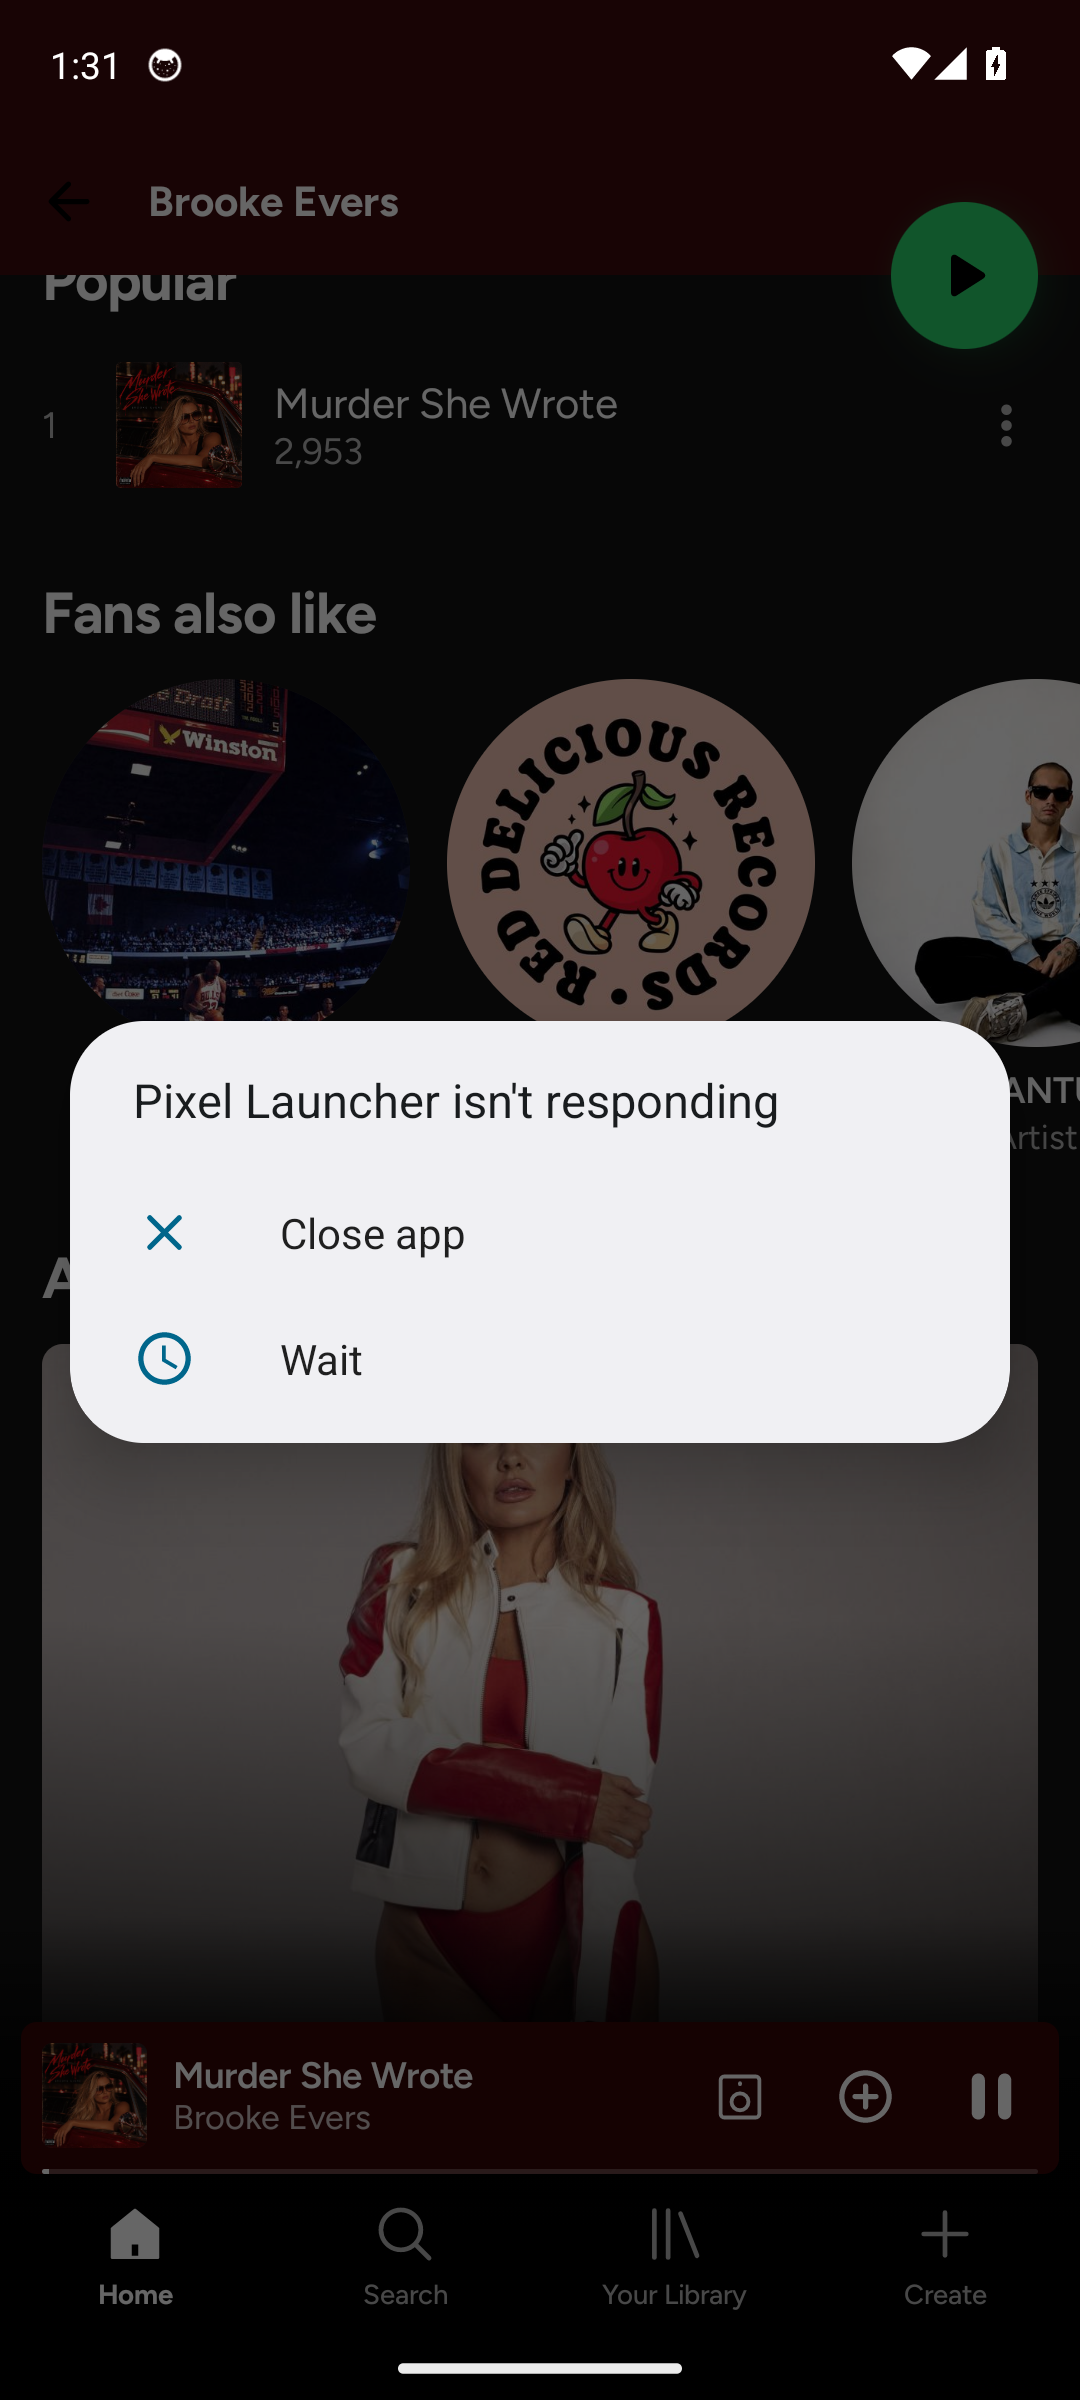 1:31
Brooke Evers
Popular
1
Murder She Wrote
2,953
Fans also like
Winston
RED DELICIOUS RECORDS
Artist
Pixel Launcher isn't responding
Close app
Wait
Murder She Wrote
Brooke Evers
Home
Search
Your Library
Create